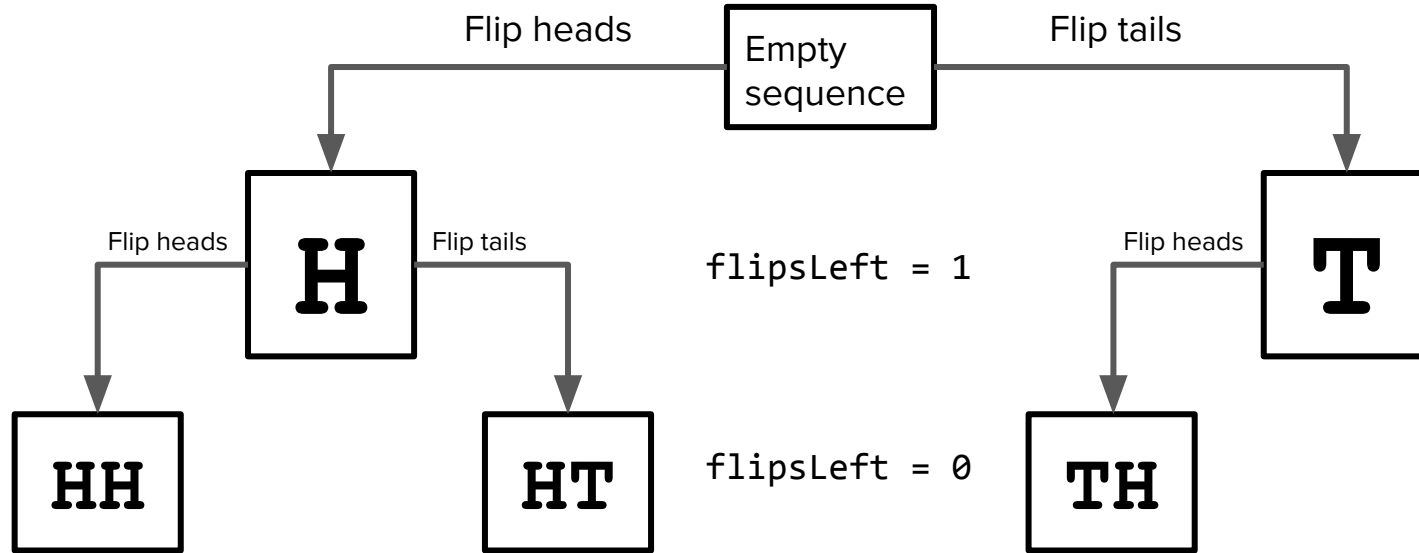 Flip heads
Empty
sequence
Flip tails
H
T
Flip heads
Flip tails
flipsLeft = 1
Flip heads
HH
HT
flipsLeft = 0
TH